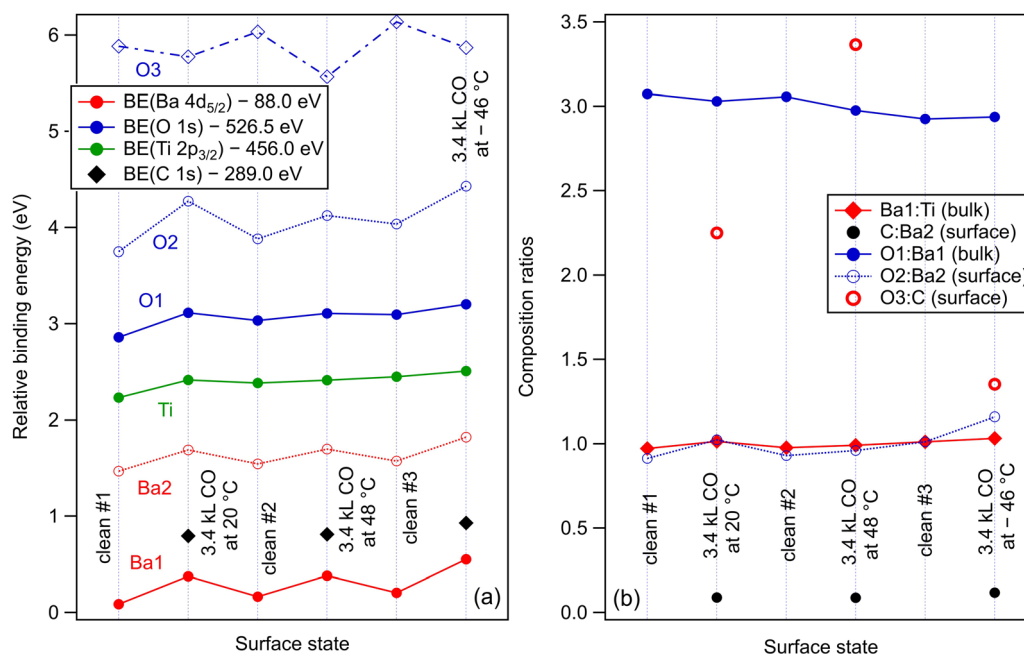 6
5
4
3
2
1
0
Relative binding energy (eV)
O3
BE(Ba 4d5/2) − 88.0 eV
BE(O 1s) − 526.5 eV
BE(Ti 2p3/2) − 456.0 eV
BE(C 1s) − 289.0 eV
3.4 kL CO
at − 46 °C
O2
O1
Ti
Ba2
Ba1
clean #1
3.4 kL CO
at 20 °C
clean #2
3.4 kL CO
at 48 °C
clean #3
(a)
Surface state
3.5
3.0
2.5
2.0
1.5
1.0
0.5
0.0
Composition ratios
Ba1:Ti (bulk)
C:Ba2 (surface)
O1:Ba1 (bulk)
O2:Ba2 (surface)
O3:C (surface)
clean #1
3.4 kL CO
at 20 °C
clean #2
3.4 kL CO
at 48 °C
clean #3
3.4 kL CO
at − 46 °C
(b)
Surface state